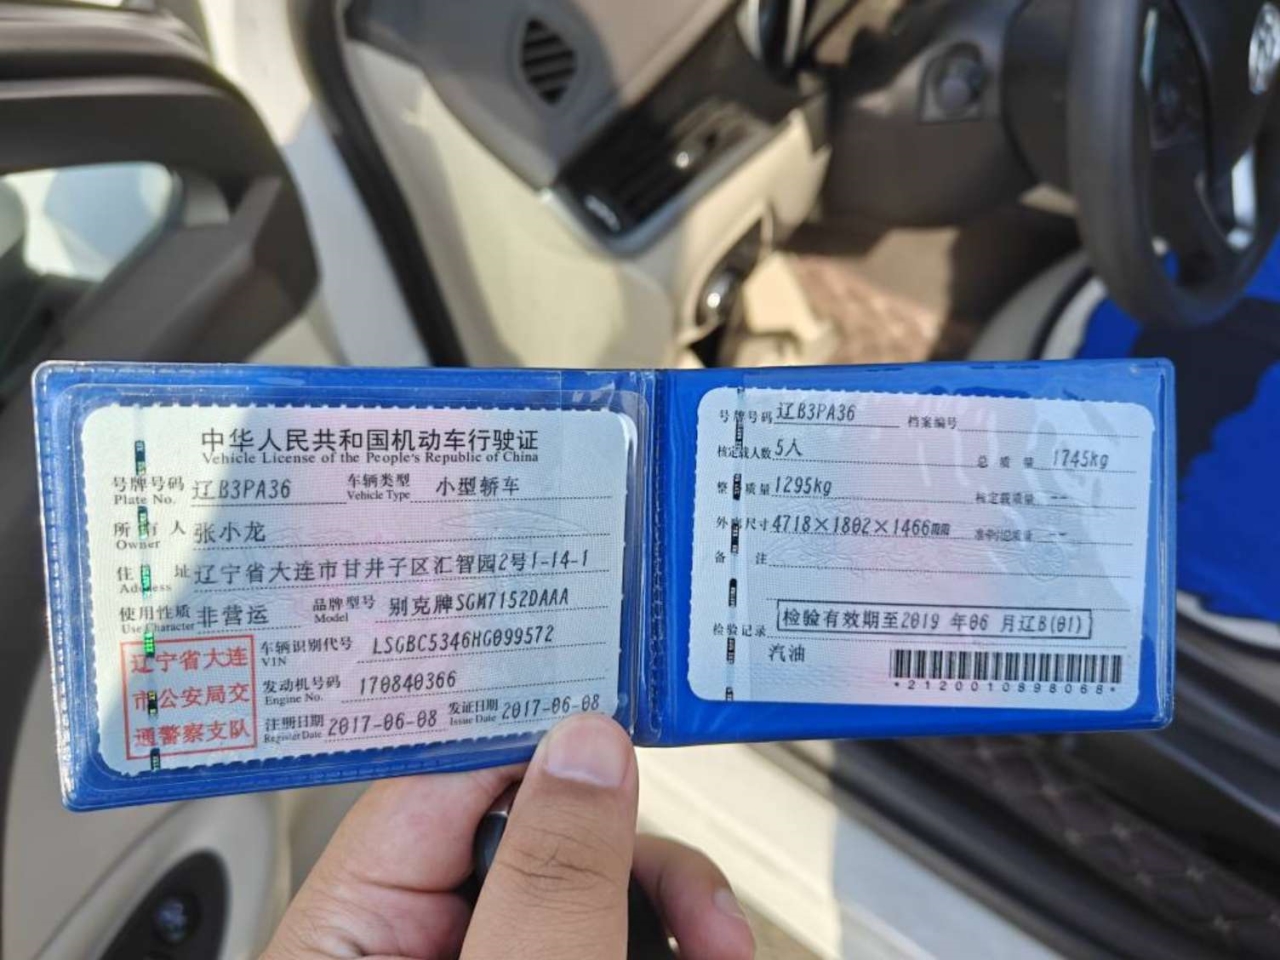 中华人民共和国机动车行驶证
Vehicle License of the People's Republic of China
号牌号码 辽B3PA36 车辆类型 小型轿车
Plate No. Vehicle Type
所有人 张小龙
Owner
住址 辽宁省大连市甘井子区汇智园2号1-14-1
Address
使用性质 非营运 品牌型号 别克牌SGM7152DAAA
Use Character Model
辽宁省大连
市公安局交
通警察支队
车辆识别代号 LSGBC5346HG099572
VIN
发动机号码 170840366
Engine No.
注册日期 2017-06-08 发证日期 2017-06-08
Register Date Issue Date
号牌号码 辽B3PA36 档案编号
核定载人数 5人 总质量 1745kg
整备质量 1295kg 核定载质量 --
外廓尺寸 4718×1802×1466 准牵引总质量 --
备注
检验记录 检验有效期至2019 年06 月辽B(01)
汽油
*2120010898068*